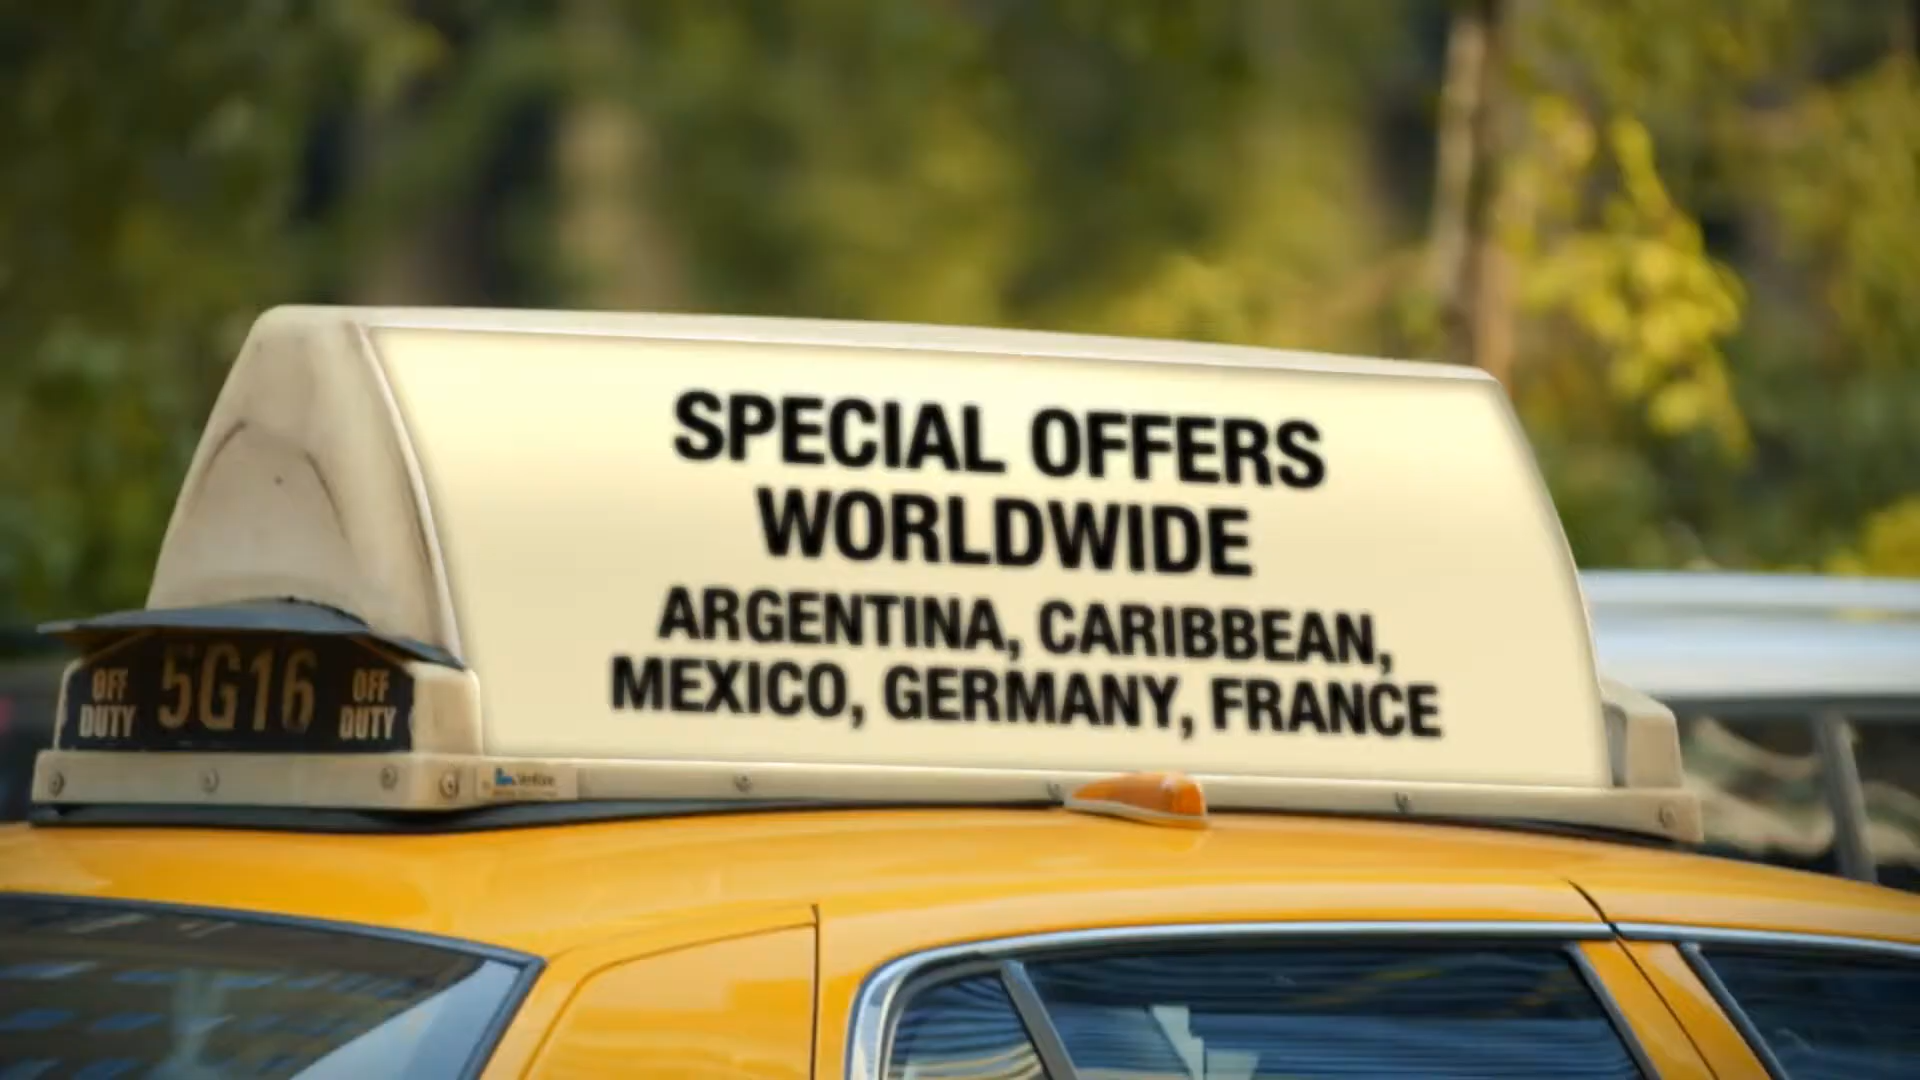 SPECIAL OFFERS
WORLDWIDE
ARGENTINA, CARIBBEAN,
MEXICO, GERMANY, FRANCE
OFF DUTY
5G16
OFF DUTY